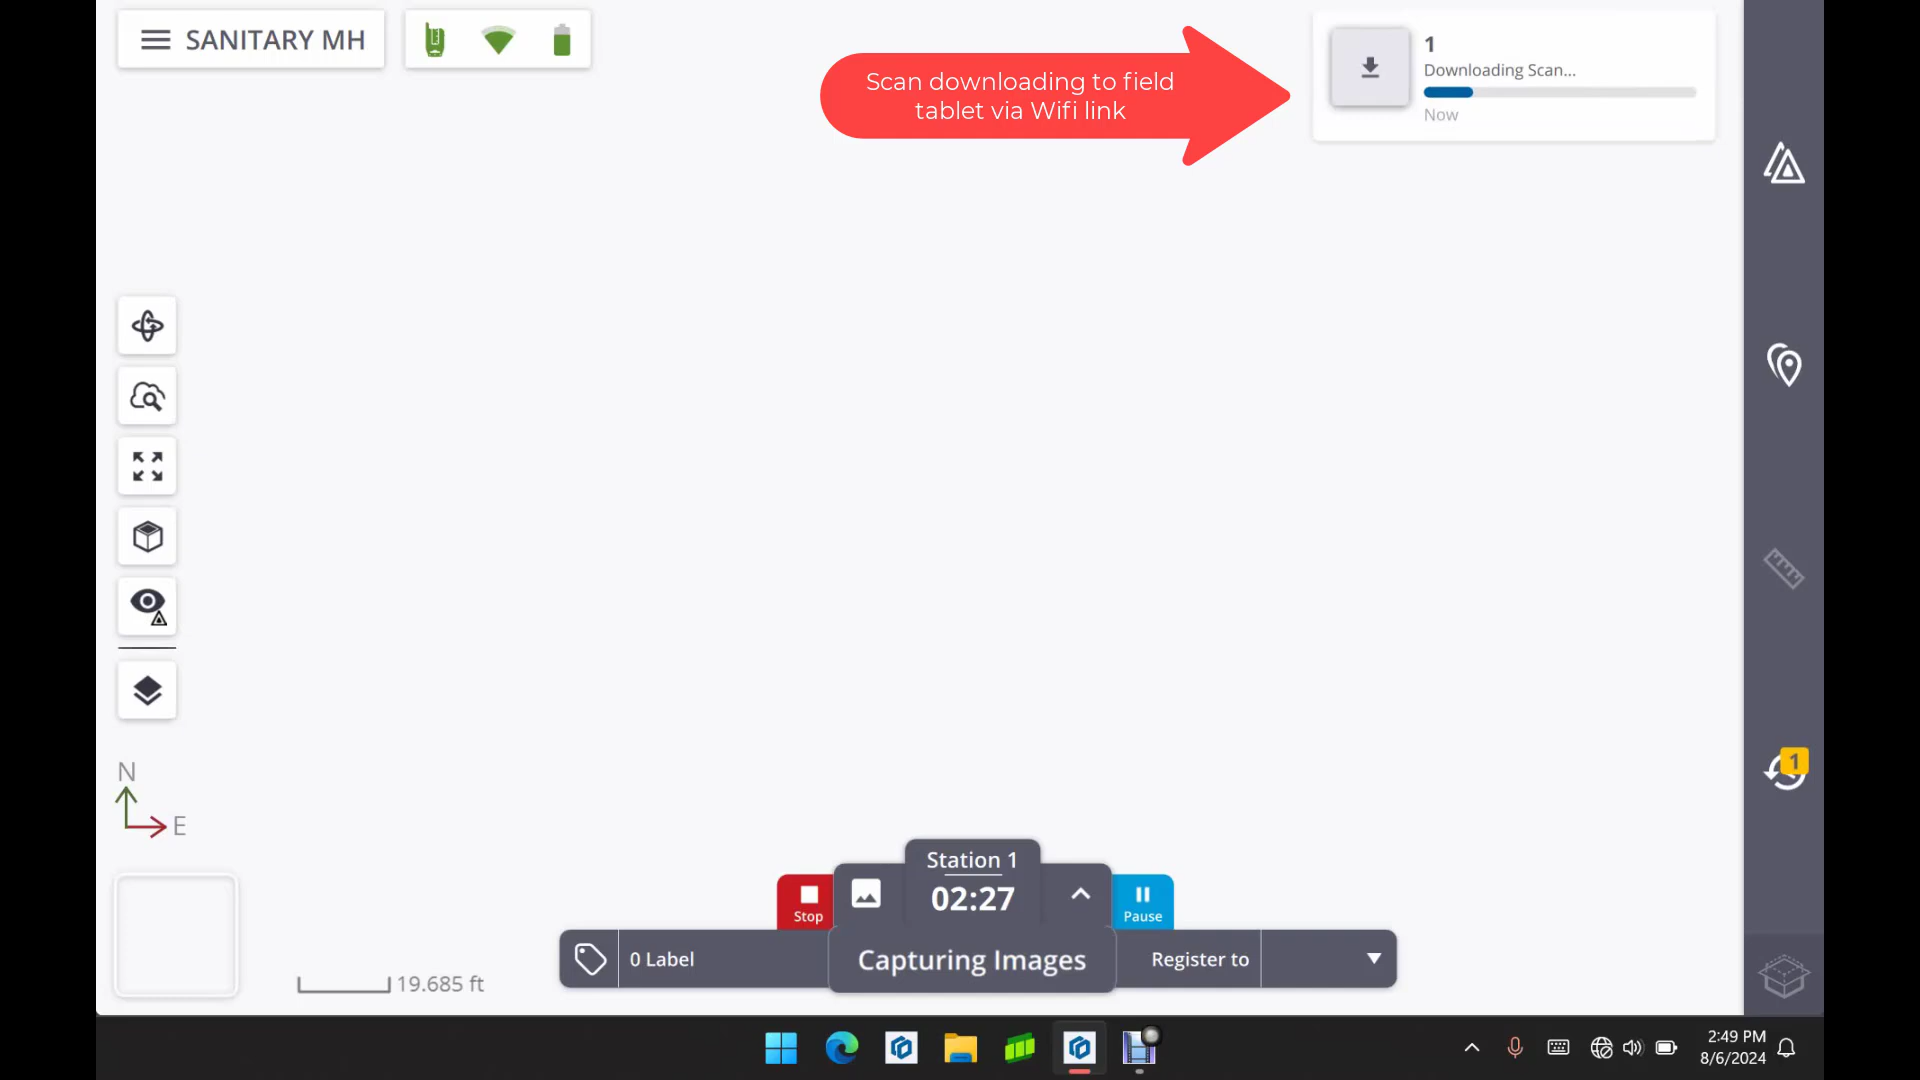 SANITARY MH
Scan downloading to field
tablet via Wifi link
1
Downloading Scan...
Now
1
N
E
19.685 ft
Station 1
02:27
Stop
Pause
0 Label
Capturing Images
Register to
2:49 PM
8/6/2024